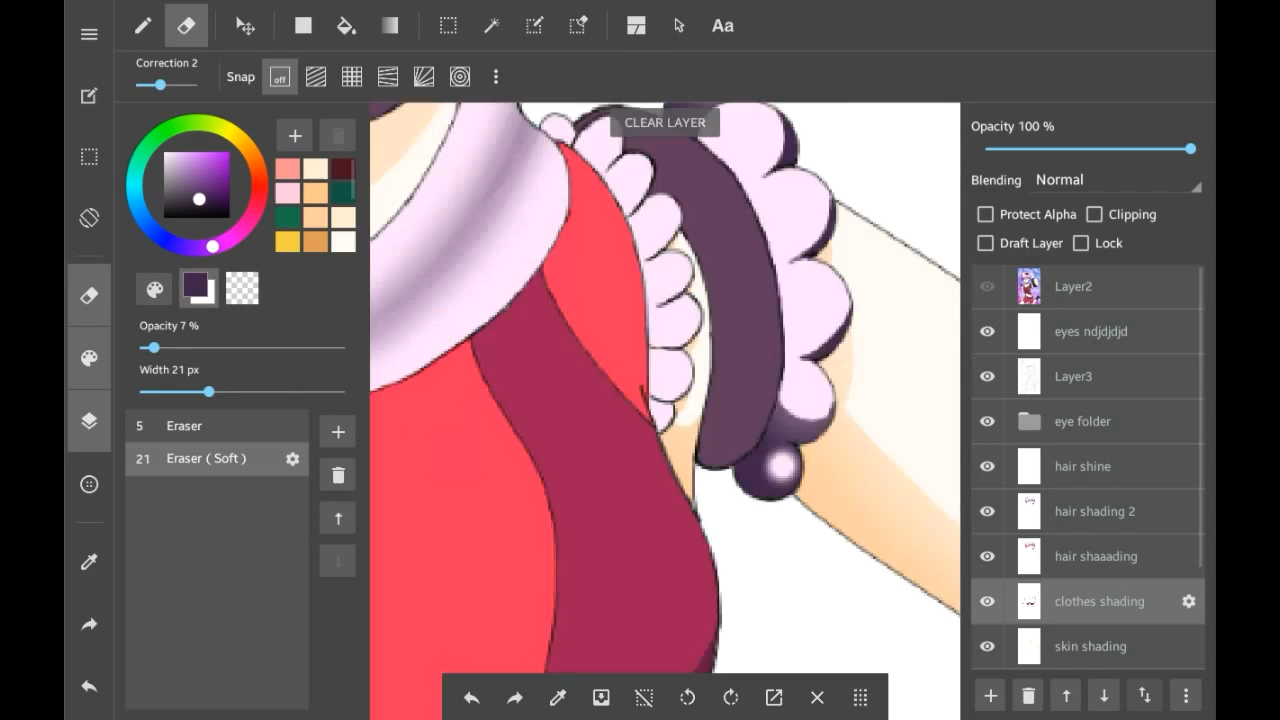 Aa
Correction 2
Snap
off
CLEAR LAYER
Opacity 100 %
Blending Normal
Protect Alpha
Clipping
Draft Layer
Lock
Opacity 7 %
Width 21 px
5 Eraser
21 Eraser ( Soft )
Layer2
eyes ndjdjdjd
Layer3
eye folder
hair shine
hair shading 2
hair shaaading
clothes shading
skin shading